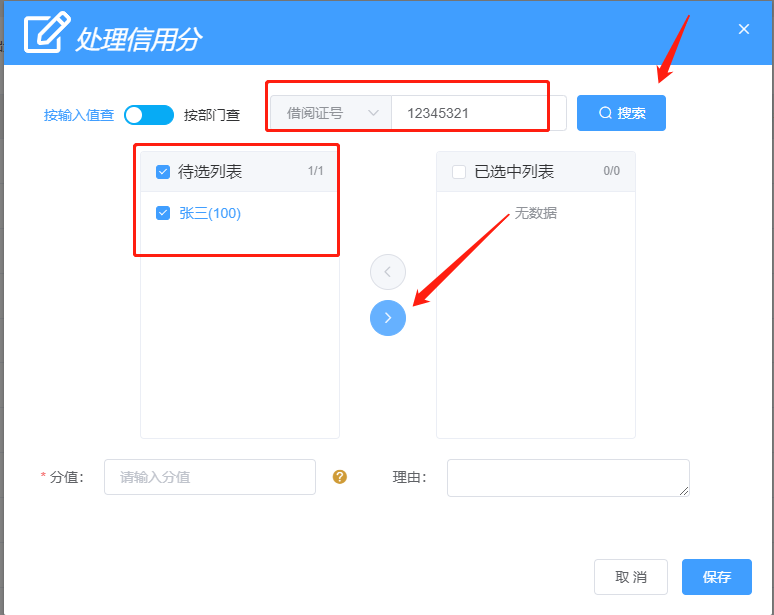 处理信用分
按输入值查 按部门查 借阅证号 12345321 搜索
待选列表 1/1
张三(100)
已选中列表 0/0
无数据
* 分值： 请输入分值 ? 理由：
取 消 保存